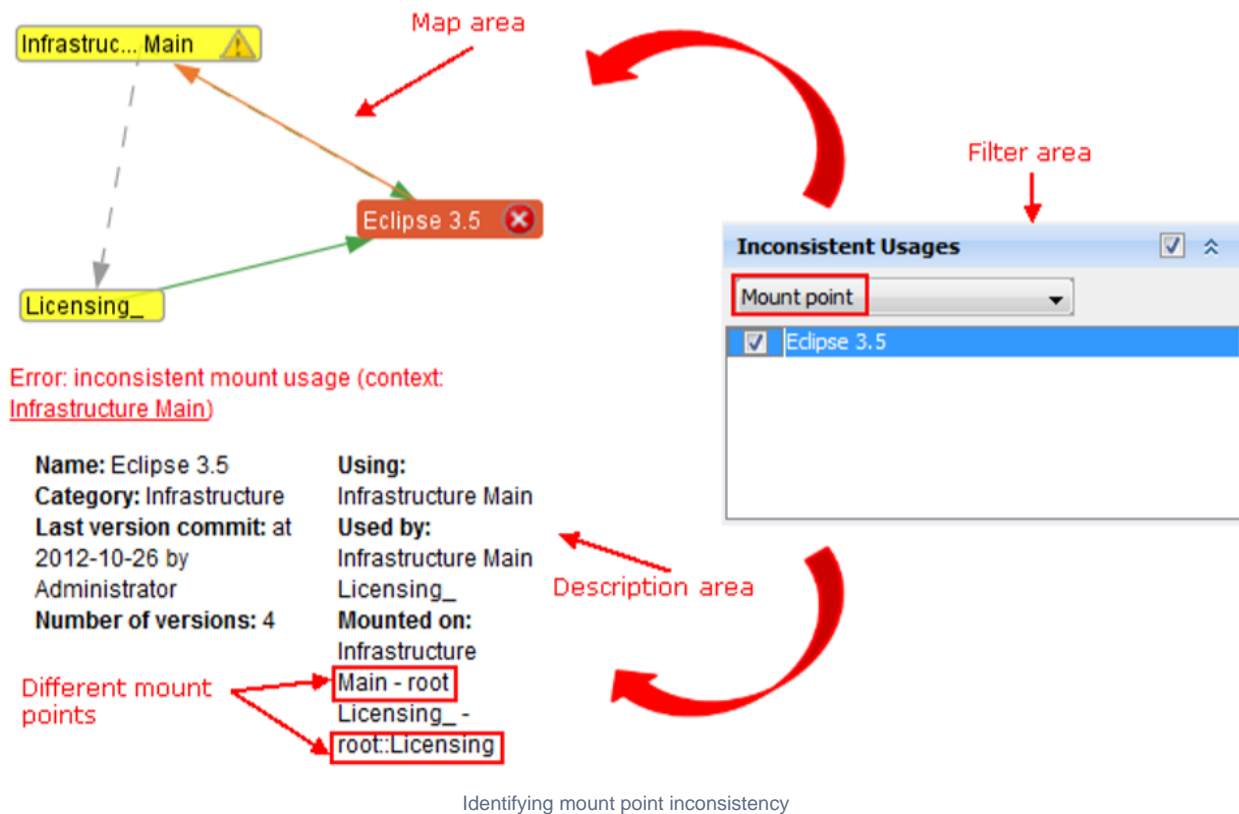 Map area
Infrastruc... Main
Filter area
Eclipse 3.5
Inconsistent Usages
Mount point
Eclipse 3.5
Licensing_
Error: inconsistent mount usage (context:
Infrastructure Main)
Name: Eclipse 3.5
Category: Infrastructure
Last version commit: at
2012-10-26 by
Administrator
Number of versions: 4
Using:
Infrastructure Main
Used by:
Infrastructure Main
Licensing_
Mounted on:
Infrastructure
Main - root
Licensing_ -
root::Licensing
Description area
Different mount
points
Identifying mount point inconsistency